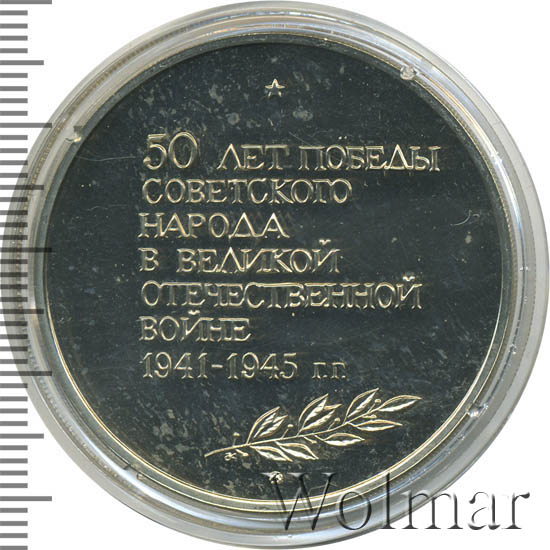 50 ЛЕТ ПОБЕДЫ
СОВЕТСКОГО
НАРОДА
В ВЕЛИКОЙ
ОТЕЧЕСТВЕННОЙ
ВОЙНЕ
1941-1945 г.г.
Wolmar